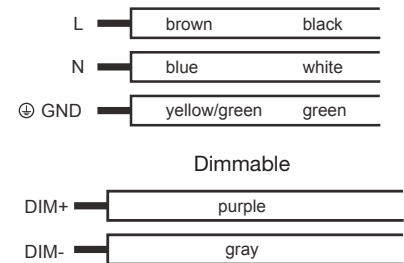 L brown black
N blue white
⏚ GND yellow/green green
Dimmable
DIM+ purple
DIM- gray